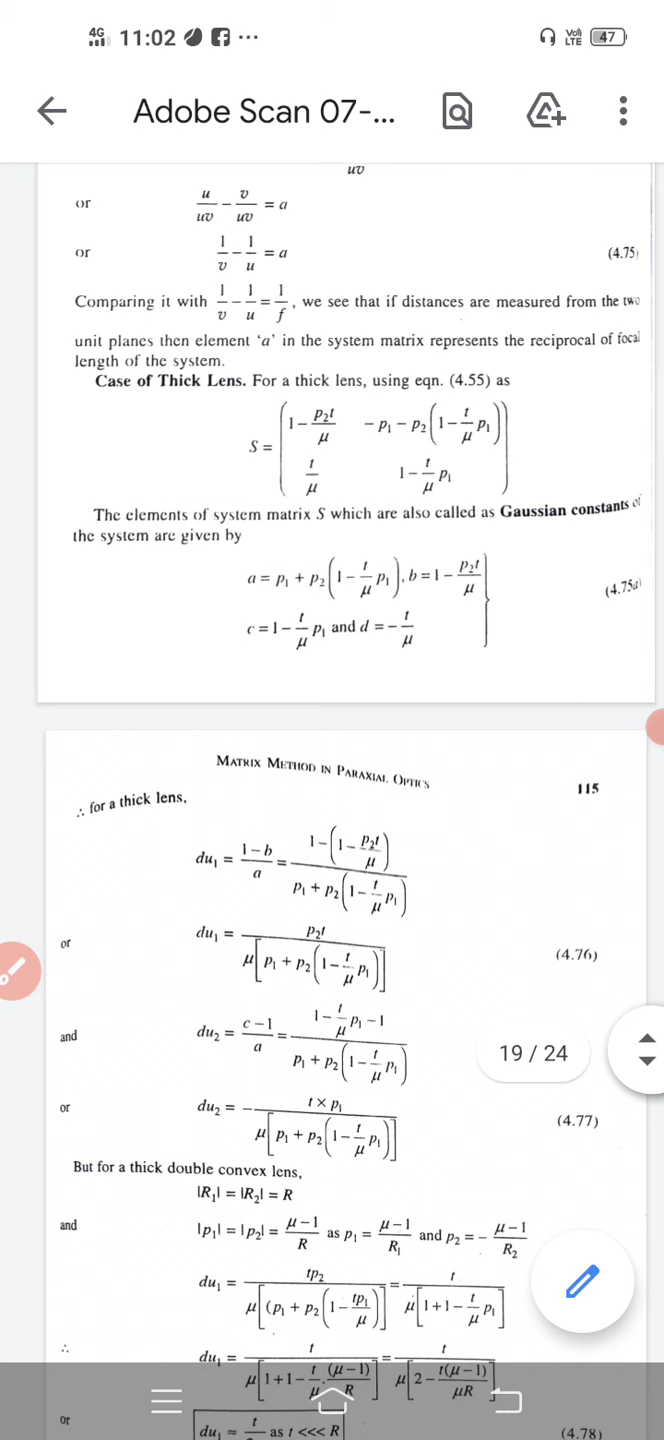 4G 11:02 ... Vo) LTE 47
Adobe Scan 07-...
uv
or u/uv − v/uv = a
or 1/v − 1/u = a (4.75)
Comparing it with 1/v − 1/u = 1/f, we see that if distances are measured from the two
unit planes then element ‘a’ in the system matrix represents the reciprocal of focal
length of the system.
Case of Thick Lens. For a thick lens, using eqn. (4.55) as
S = ( 1 − p₂t/μ   − p₁ − p₂(1 − t/μ p₁)
t/μ   1 − t/μ p₁ )
The elements of system matrix S which are also called as Gaussian constants of
the system are given by
a = p₁ + p₂(1 − t/μ p₁), b = 1 − p₂t/μ
c = 1 − t/μ p₁ and d = − t/μ } (4.75a)
MATRIX METHOD IN PARAXIAL OPTICS 115
∴ for a thick lens,
du₁ = (1−b)/a = (1−(1 − p₂t/μ))/(p₁ + p₂(1 − t/μ p₁))
or du₁ = p₂t/(μ[p₁ + p₂(1 − t/μ p₁)]) (4.76)
and du₂ = (c−1)/a = (1 − t/μ p₁ − 1)/(p₁ + p₂(1 − t/μ p₁))
19 / 24
or du₂ = − (t × p₁)/(μ[p₁ + p₂(1 − t/μ p₁)]) (4.77)
But for a thick double convex lens,
|R₁| = |R₂| = R
and |p₁| = |p₂| = (μ−1)/R as p₁ = (μ−1)/R₁ and p₂ = − (μ−1)/R₂
du₁ = tp₂/(μ[(p₁ + p₂(1 − tp₁/μ)]) = t/(μ[1+1 − t/μ p₁])
∴ du₁ = t/(μ[1+1 − t/μ · (μ−1)/R]) = t/(μ[2 − t(μ−1)/μR])
or du₁ ≈ t/ as t <<< R (4.78)